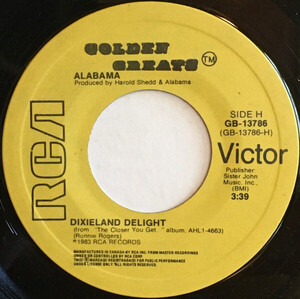 GOLDEN GREATS TM
ALABAMA
Produced by Harold Shedd & Alabama
RCA
SIDE H
GB-13786
(GB-13786-H)
Victor
Publisher
Sister John
Music, Inc.
(BMI)
3:39
DIXIELAND DELIGHT
(from "The Closer You Get..." album, AHL1-4663)
(Ronnie Rogers)
℗1983 RCA RECORDS